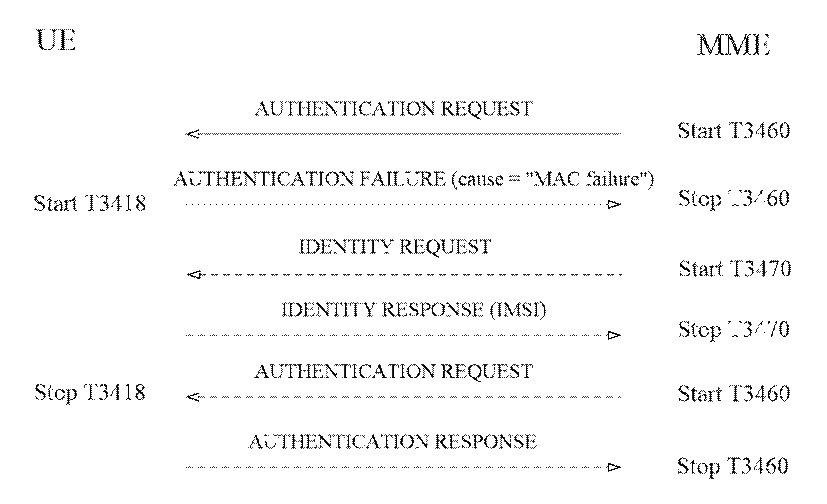 UE
MME
AUTHENTICATION REQUEST
Start T3460
AUTHENTICATION FAILURE (cause = "MAC failure")
Start T3418
Stop T3460
IDENTITY REQUEST
Start T3470
IDENTITY RESPONSE (IMSI)
Stop T3470
AUTHENTICATION REQUEST
Stop T3418
Start T3460
AUTHENTICATION RESPONSE
Stop T3460